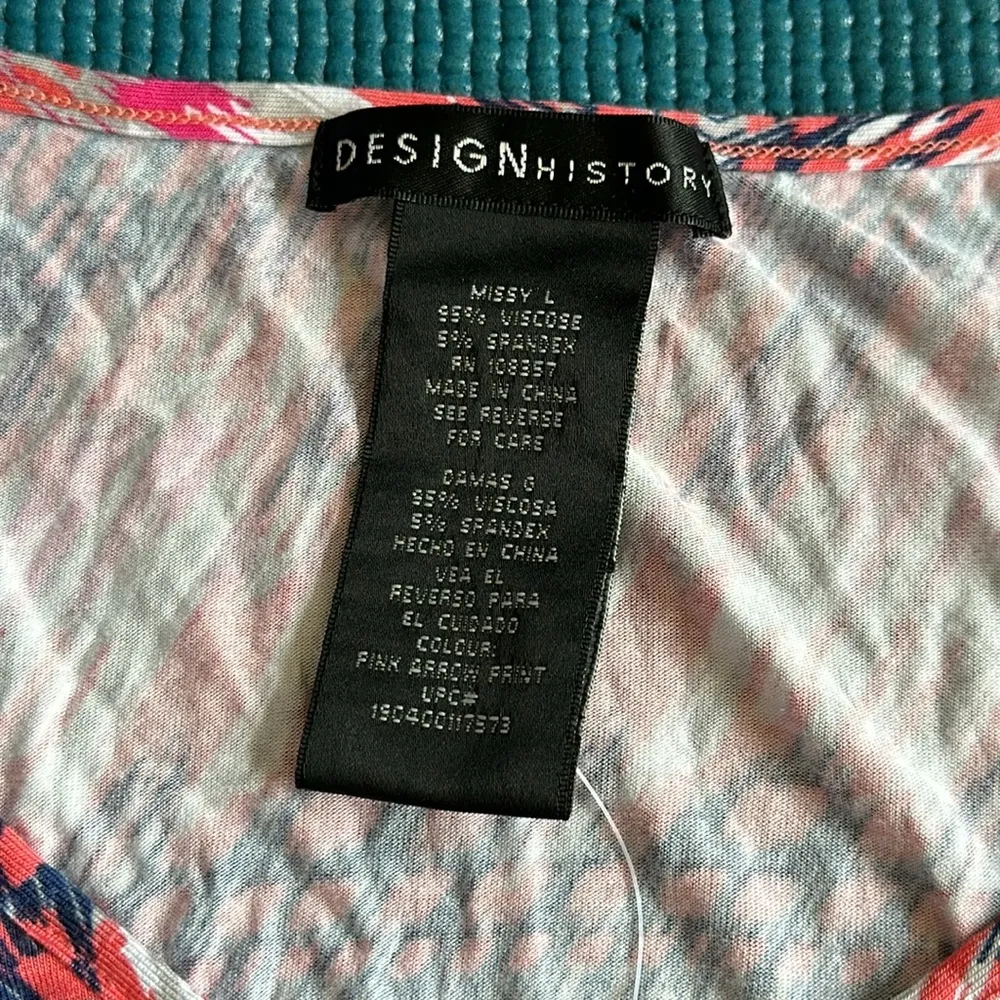 DESIGNHISTORY
MISSY L
95% VISCOSE
5% SPANDEX
RN 108357
MADE IN CHINA
SEE REVERSE
FOR CARE
DAMAS G
95% VISCOSA
5% SPANDEX
HECHO EN CHINA
VEA EL
REVERSO PARA
EL CUIDADO
COLOUR:
PINK ARROW PRINT
UPC#
190400117573